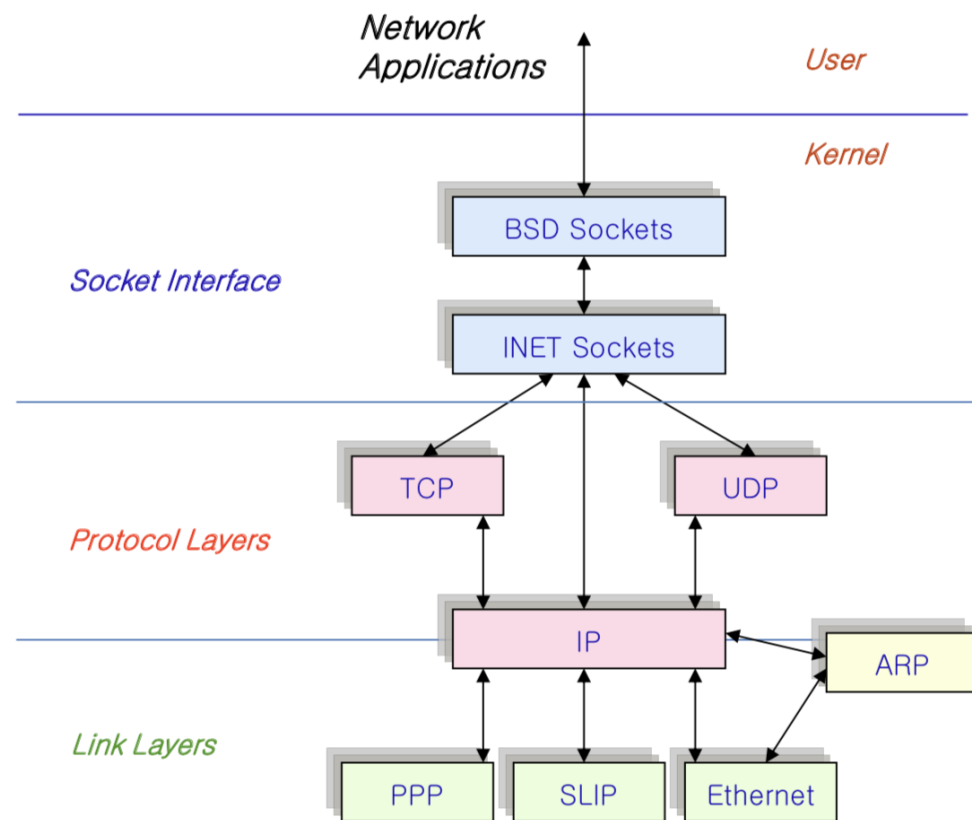 Network
Applications
User
Kernel
BSD Sockets
Socket Interface
INET Sockets
TCP
UDP
Protocol Layers
IP
ARP
Link Layers
PPP
SLIP
Ethernet